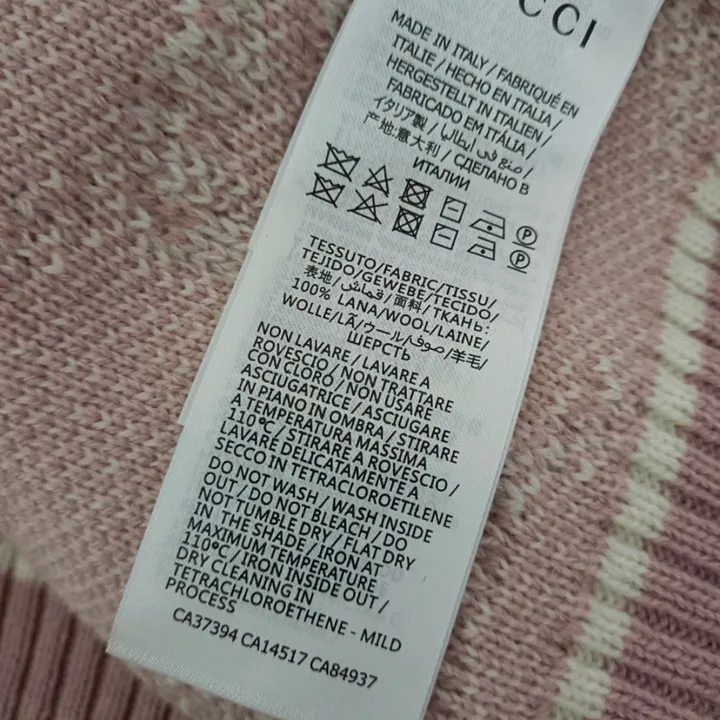 CCI
MADE IN ITALY / FABRIQUÉ EN
ITALIE / HECHO EN ITALIA /
HERGESTELLT IN ITALIEN /
FABRICADO EM ITÁLIA /
イタリア製 / صنع في ايطاليا /
产地:意大利 / СДЕЛАНО В
ИТАЛИИ
P
P
TESSUTO/FABRIC/TISSU/
TEJIDO/GEWEBE/TECIDO/
表地/قماش/面料/ТКАНЬ:
100% LANA/WOOL/LAINE/
WOLLE/LÃ/ウール/صوف/羊毛/
ШЕРСТЬ
NON LAVARE / LAVARE A
ROVESCIO / NON TRATTARE
CON CLORO / NON USARE
ASCIUGATRICE / ASCIUGARE
IN PIANO IN OMBRA / STIRARE
A TEMPERATURA MASSIMA
110°C / STIRARE A ROVESCIO /
LAVARE DELICATAMENTE A
SECCO IN TETRACLOROETILENE
DO NOT WASH / WASH INSIDE
OUT / DO NOT BLEACH / DO
NOT TUMBLE DRY / FLAT DRY
IN THE SHADE / IRON AT
MAXIMUM TEMPERATURE
110°C / IRON INSIDE OUT /
DRY CLEANING IN
TETRACHLOROETHENE - MILD
PROCESS
CA37394 CA14517 CA84937